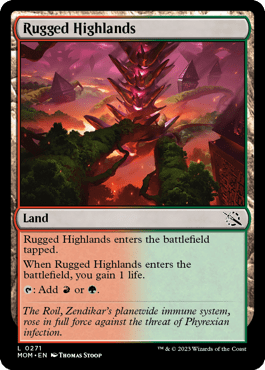 Rugged Highlands
Land
Rugged Highlands enters the battlefield
tapped.
When Rugged Highlands enters the
battlefield, you gain 1 life.
: Add or .
The Roil, Zendikar's planetwide immune system,
rose in full force against the threat of Phyrexian
infection.
L 0271
MOM • EN Thomas Stoop
™ & © 2023 Wizards of the Coast